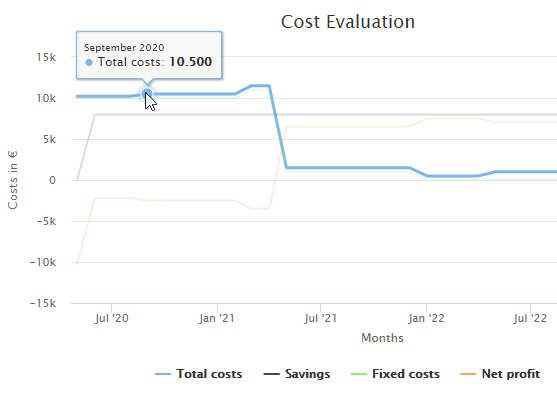 Cost Evaluation
September 2020
Total costs: 10.500
15k
10k
5k
0
-5k
-10k
-15k
Costs in €
Jul '20
Jan '21
Jul '21
Jan '22
Jul '22
Months
Total costs
Savings
Fixed costs
Net profit